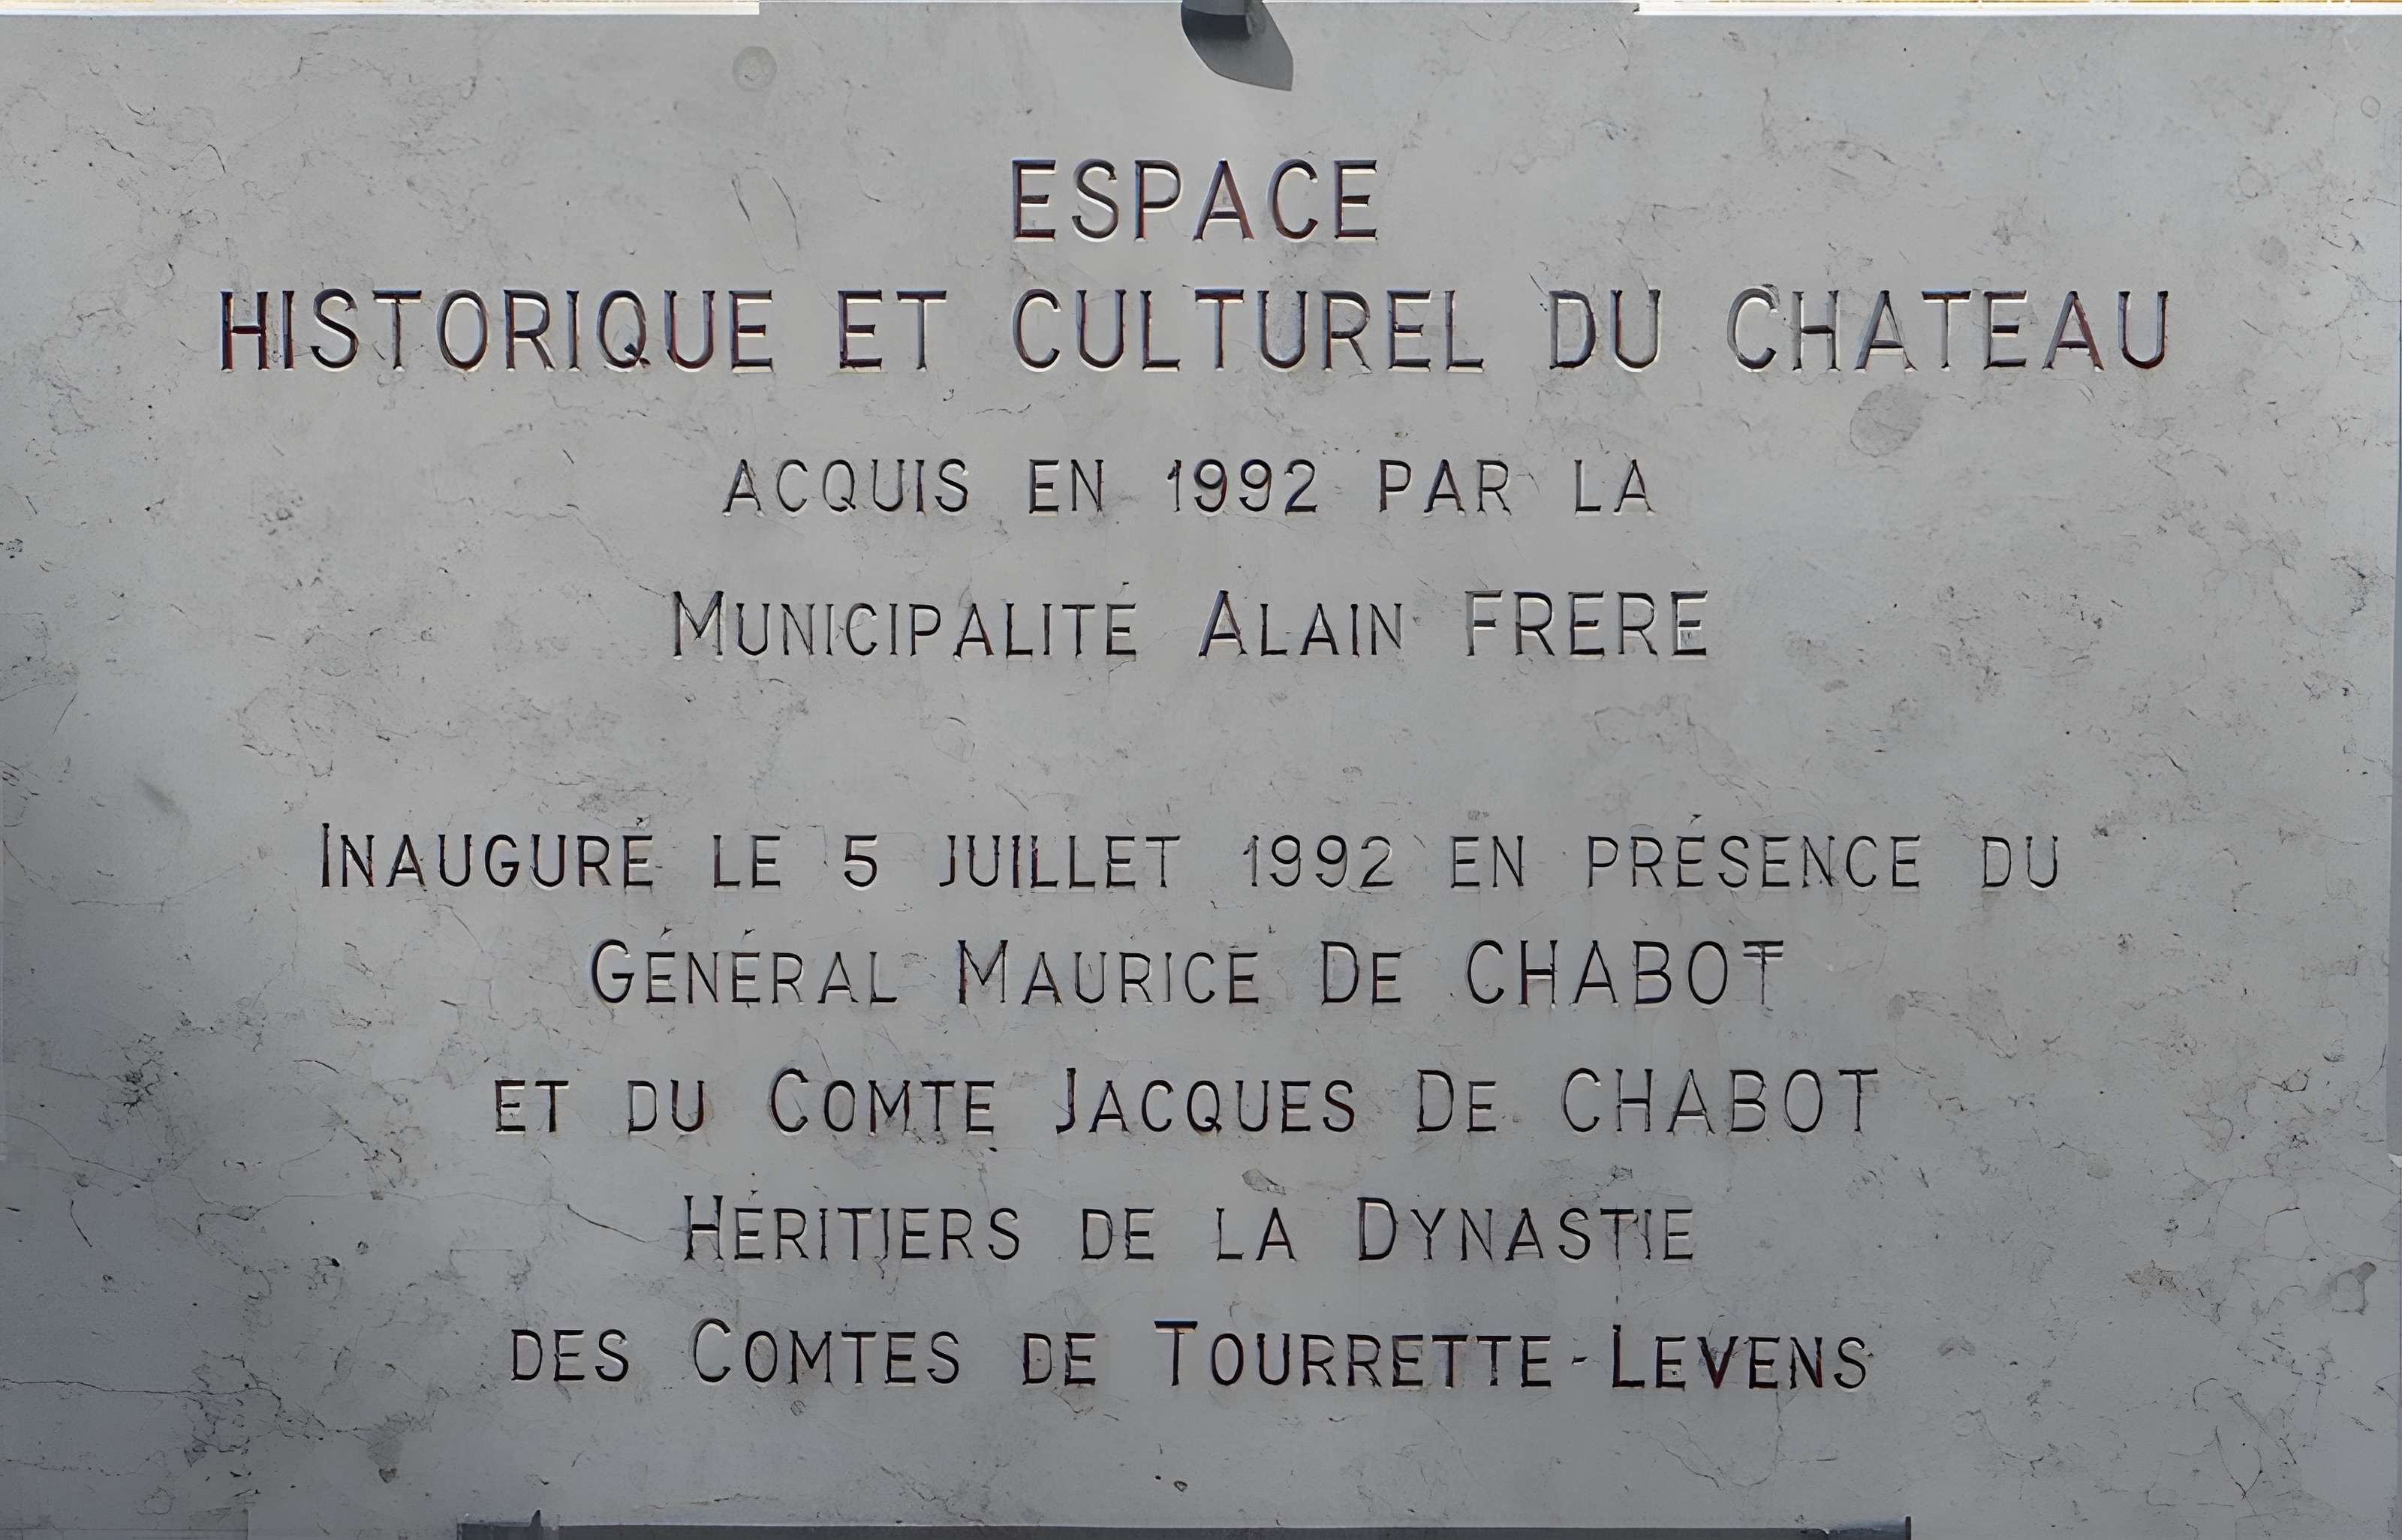 ESPACE
HISTORIQUE ET CULTUREL DU CHATEAU
ACQUIS EN 1992 PAR LA
MUNICIPALITÉ ALAIN FRERE
INAUGURÉ LE 5 JUILLET 1992 EN PRÉSENCE DU
GÉNÉRAL MAURICE DE CHABOT
ET DU COMTE JACQUES DE CHABOT
HÉRITIERS DE LA DYNASTIE
DES COMTES DE TOURRETTE-LEVENS